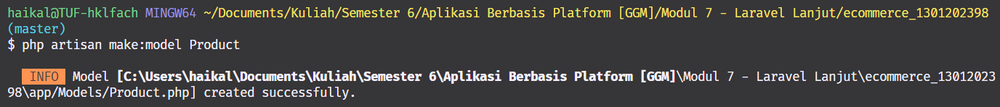 haikal@TUF-hklfach MINGW64 ~/Documents/Kuliah/Semester 6/Aplikasi Berbasis Platform [GGM]/Modul 7 - Laravel Lanjut/ecommerce_1301202398
(master)
$ php artisan make:model Product
INFO Model [C:\Users\haikal\Documents\Kuliah\Semester 6\Aplikasi Berbasis Platform [GGM]\Modul 7 - Laravel Lanjut\ecommerce_13012023
98\app/Models/Product.php] created successfully.